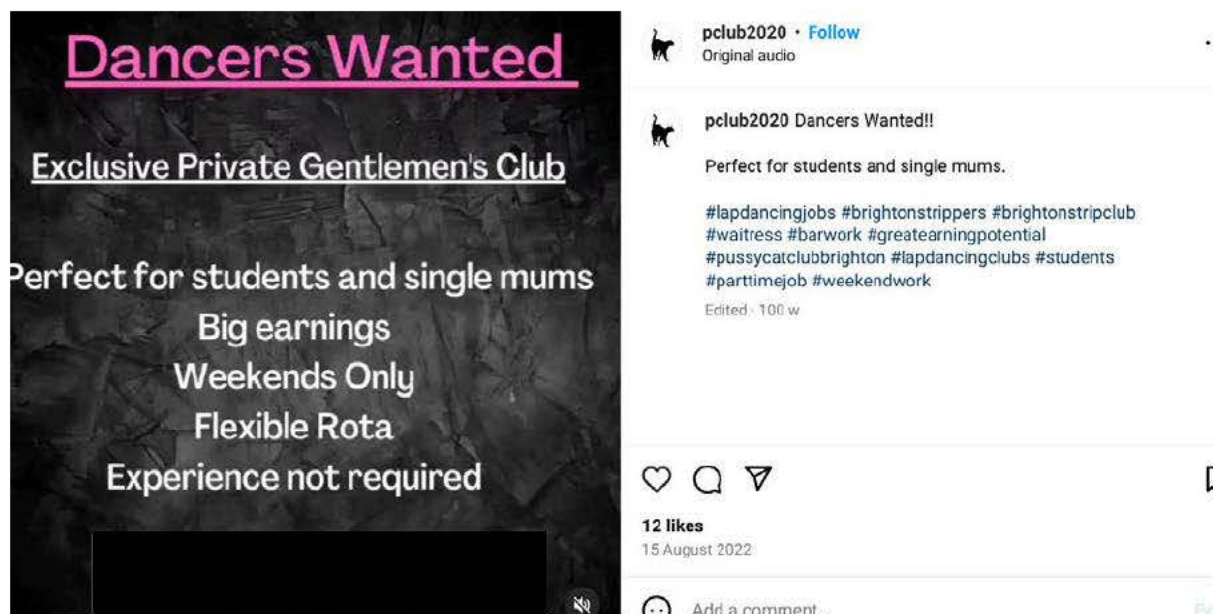 Dancers Wanted
Exclusive Private Gentlemen's Club
Perfect for students and single mums
Big earnings
Weekends Only
Flexible Rota
Experience not required
pclub2020 • Follow
Original audio
pclub2020 Dancers Wanted!!
Perfect for students and single mums.
#lapdancingjobs #brightonstrippers #brightonstripclub
#waitress #barwork #greatearningpotential
#pussycatclubbrighton #lapdancingclubs #students
#parttimejob #weekendwork
Edited · 100 w
12 likes
15 August 2022
Add a comment...